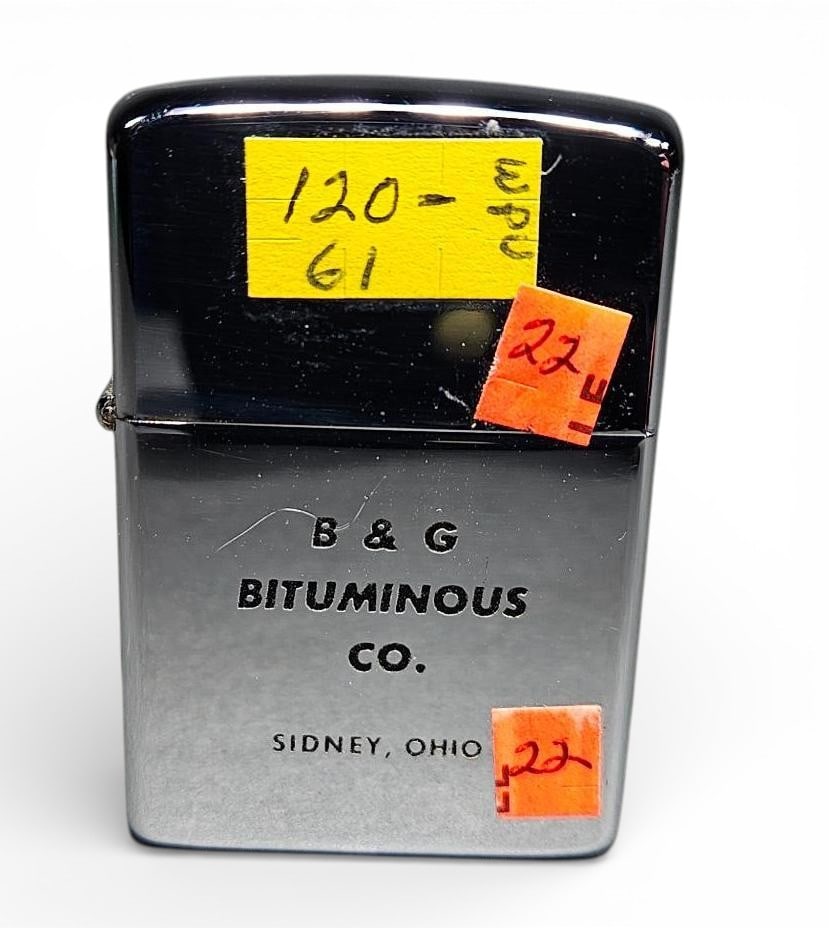 120-
61
22
B & G
BITUMINOUS
CO.
SIDNEY, OHIO
22